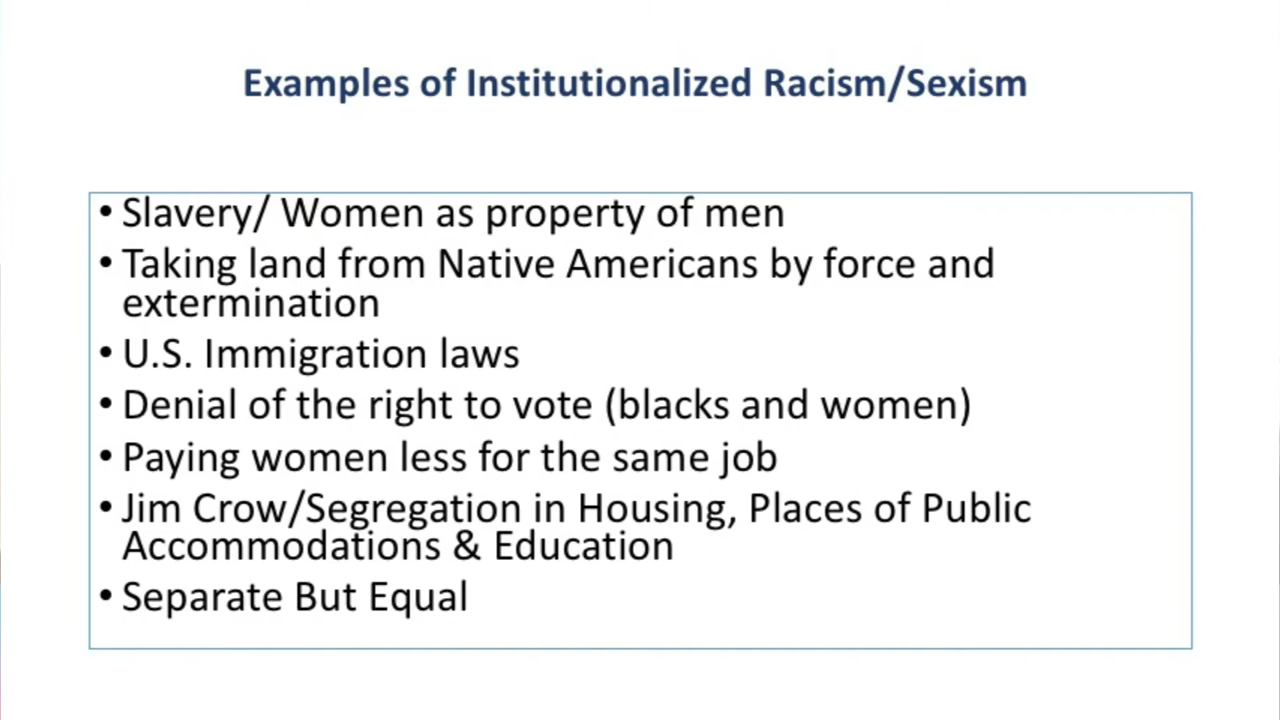 Examples of Institutionalized Racism/Sexism
• Slavery/ Women as property of men
• Taking land from Native Americans by force and
extermination
• U.S. Immigration laws
• Denial of the right to vote (blacks and women)
• Paying women less for the same job
• Jim Crow/Segregation in Housing, Places of Public
Accommodations & Education
• Separate But Equal